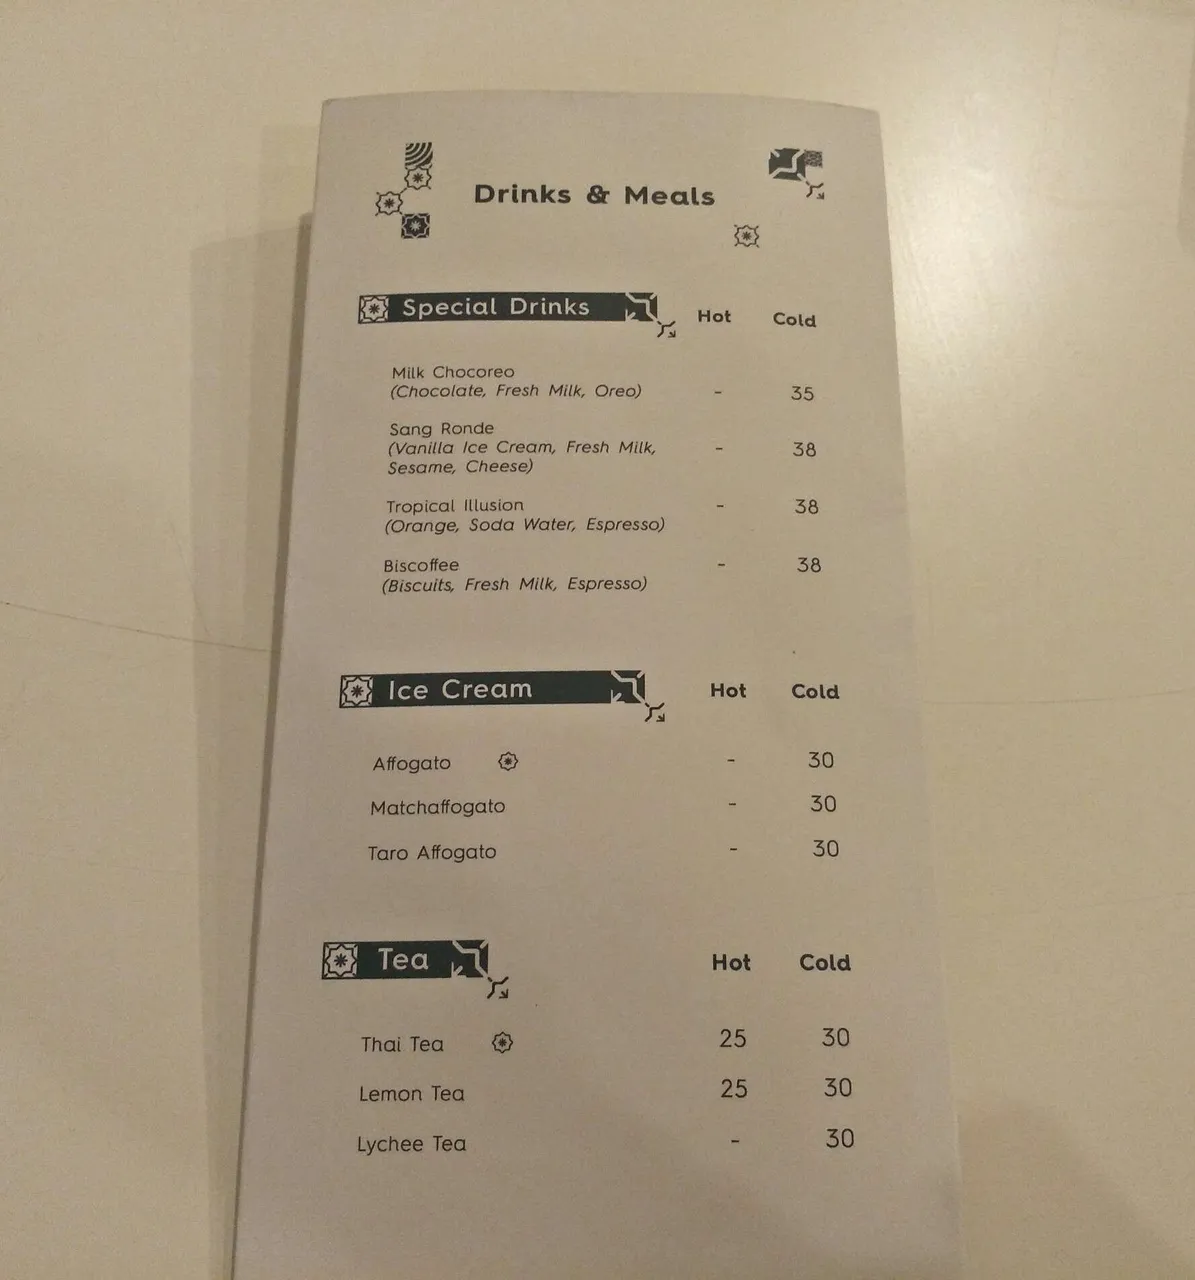 Drinks & Meals
Special Drinks Hot Cold
Milk Chocoreo
(Chocolate, Fresh Milk, Oreo) - 35
Sang Ronde
(Vanilla Ice Cream, Fresh Milk, - 38
Sesame, Cheese)
Tropical Illusion - 38
(Orange, Soda Water, Espresso)
Biscoffee - 38
(Biscuits, Fresh Milk, Espresso)
Ice Cream Hot Cold
Affogato - 30
Matchaffogato - 30
Taro Affogato - 30
Tea Hot Cold
Thai Tea 25 30
Lemon Tea 25 30
Lychee Tea - 30